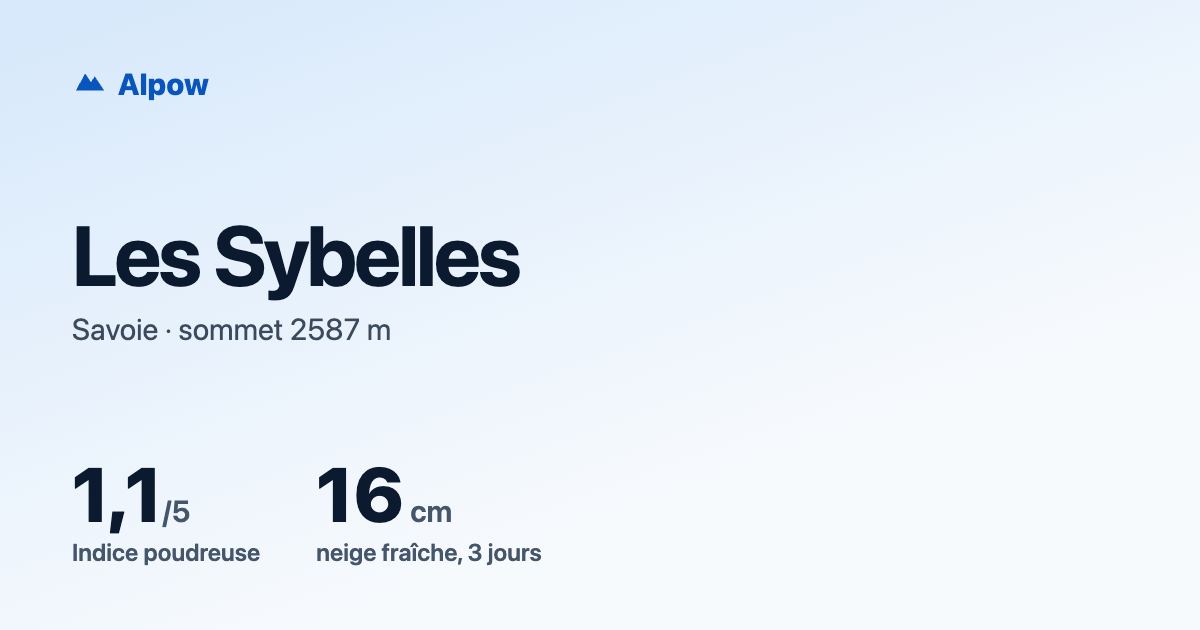 Alpow
Les Sybelles
Savoie · sommet 2587 m
1,1/5
Indice poudreuse
16 cm
neige fraîche, 3 jours